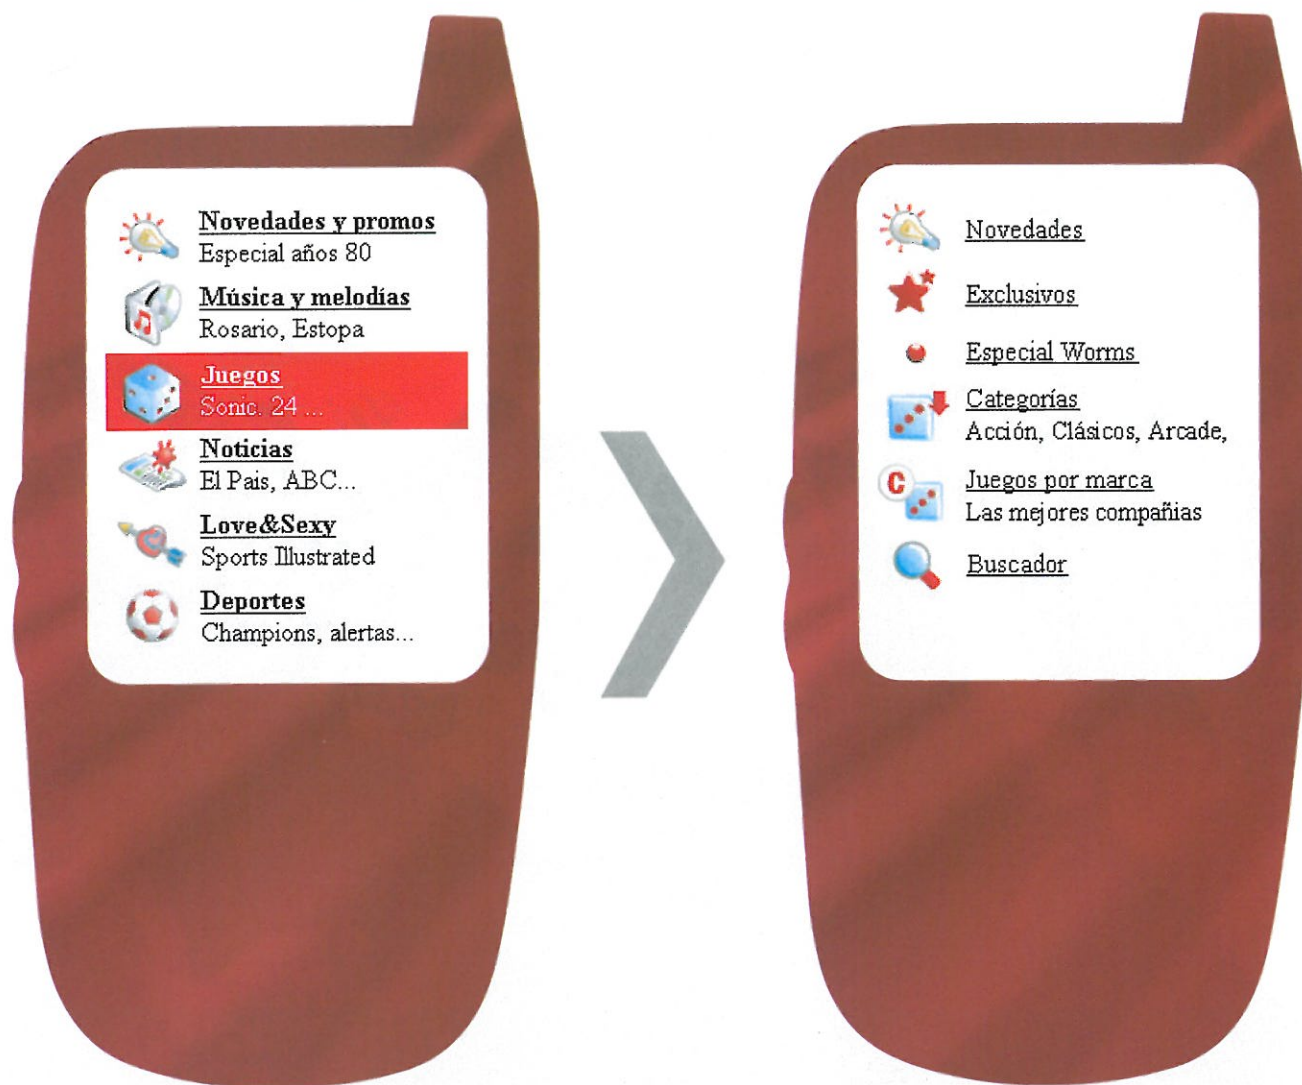 Novedades y promos
Especial años 80
Música y melodías
Rosario, Estopa
Juegos
Sonic. 24 ...
Noticias
El Pais, ABC...
Love&Sexy
Sports Illustrated
Deportes
Champions, alertas...
Novedades
Exclusivos
Especial Worms
Categorías
Acción, Clásicos, Arcade,
C
Juegos por marca
Las mejores compañias
Buscador